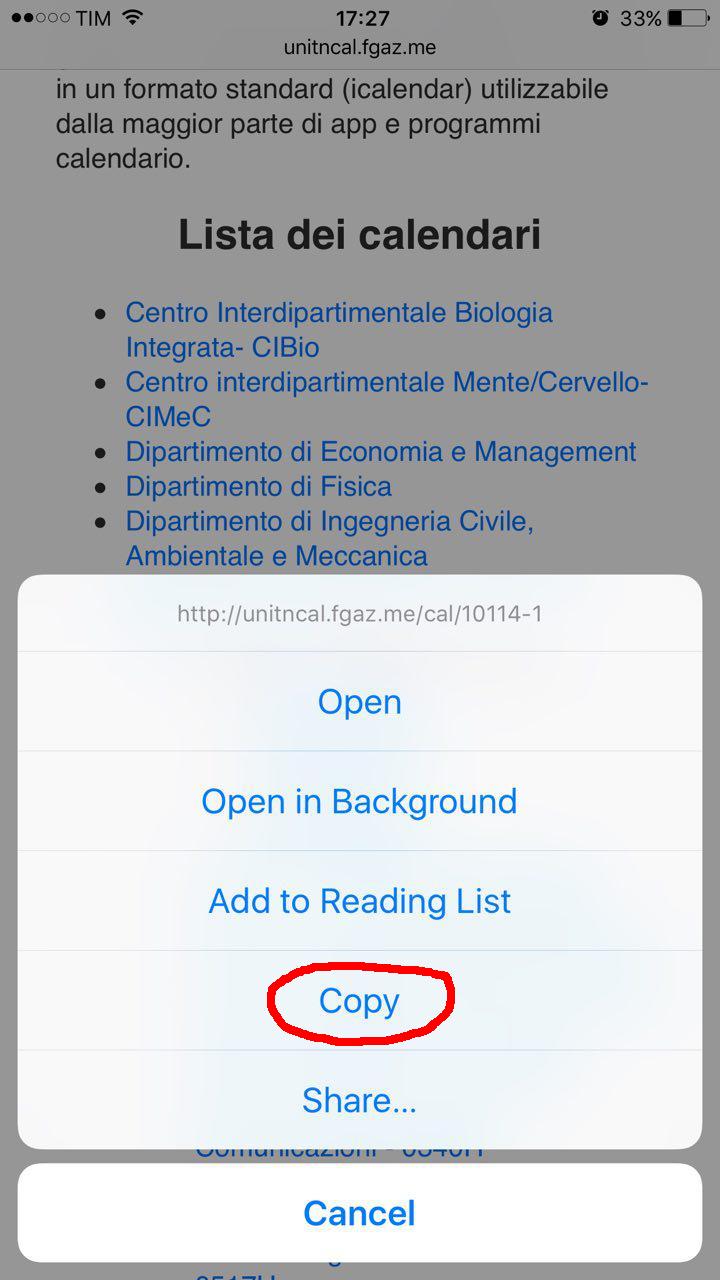 TIM 17:27 33%
unitncal.fgaz.me
in un formato standard (icalendar) utilizzabile
dalla maggior parte di app e programmi
calendario.
Lista dei calendari
Centro Interdipartimentale Biologia
Integrata- CIBio
Centro interdipartimentale Mente/Cervello-
CIMeC
Dipartimento di Economia e Management
Dipartimento di Fisica
Dipartimento di Ingegneria Civile,
Ambientale e Meccanica
http://unitncal.fgaz.me/cal/10114-1
Open
Open in Background
Add to Reading List
Copy
Share...
Cancel